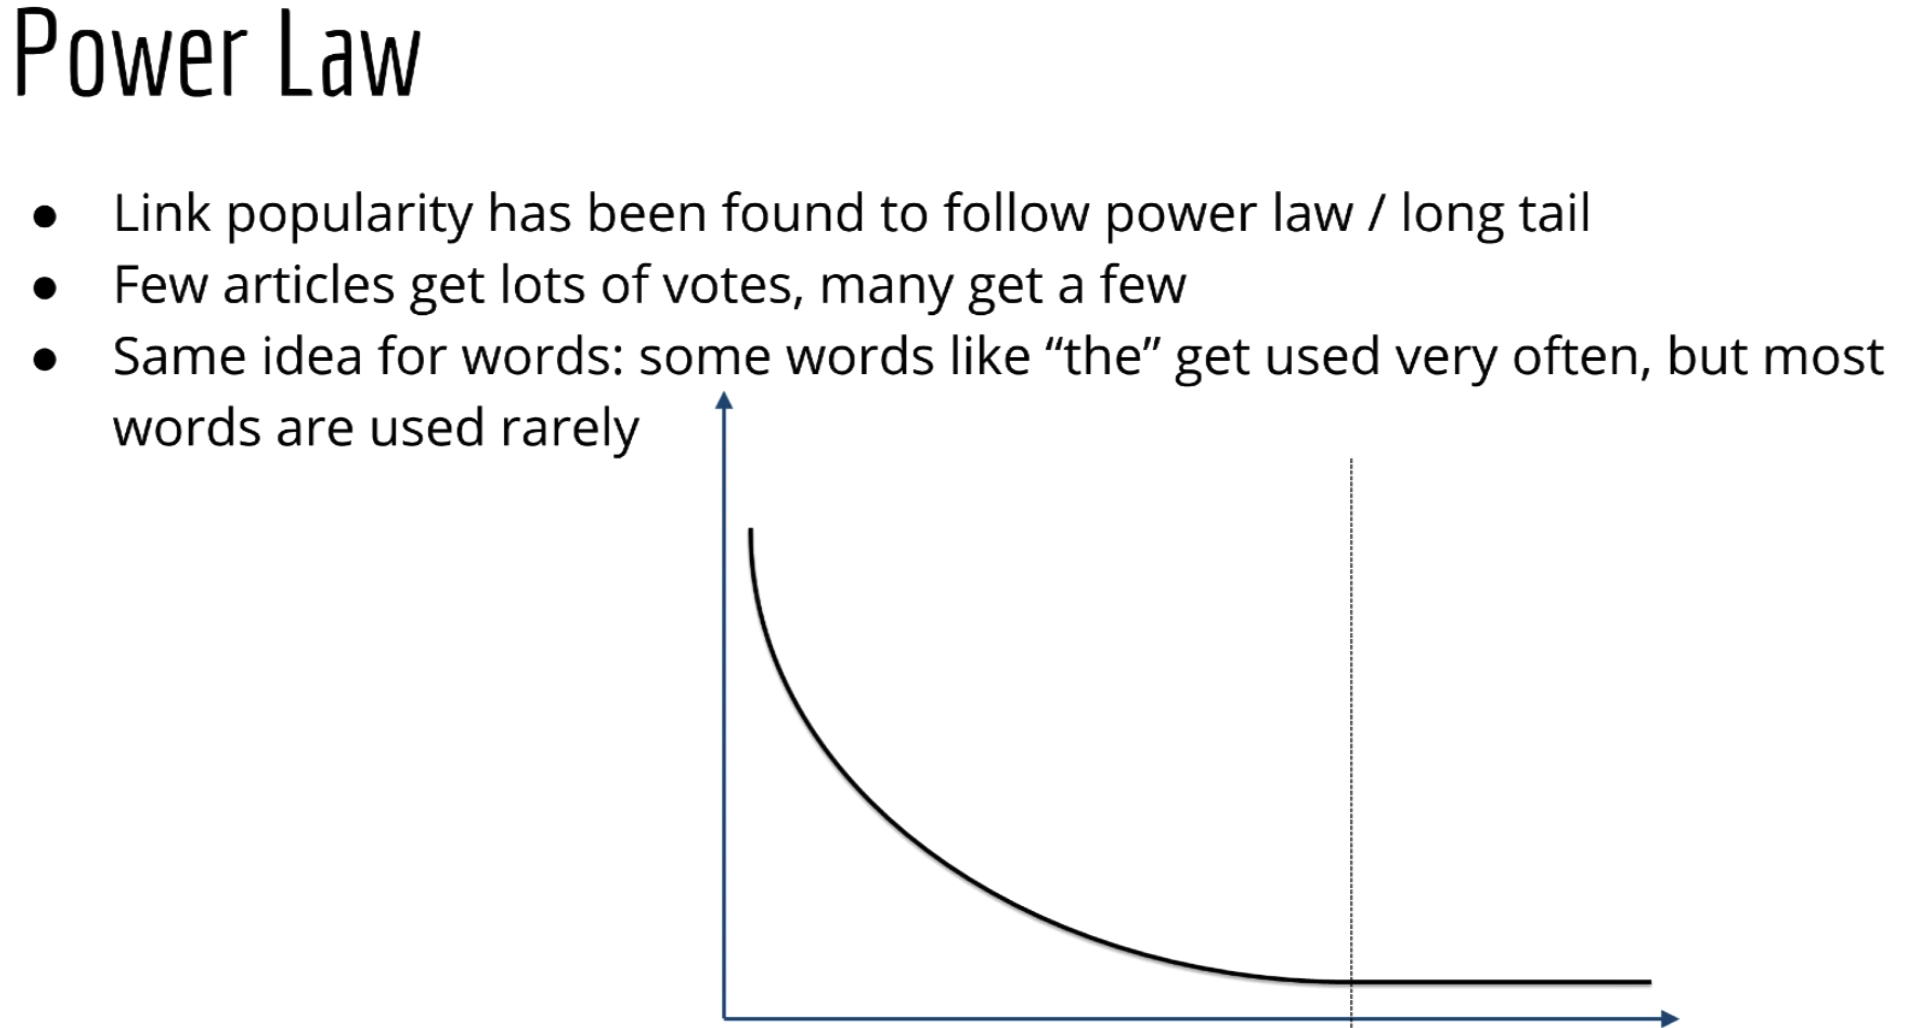 Power Law
● Link popularity has been found to follow power law / long tail
● Few articles get lots of votes, many get a few
● Same idea for words: some words like “the” get used very often, but most
words are used rarely